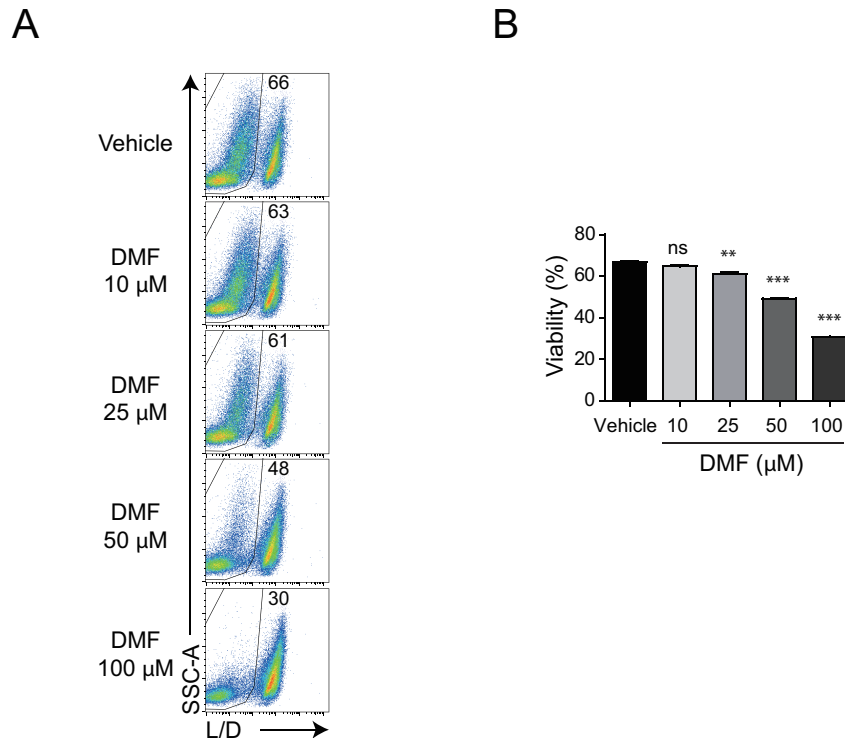 A
66
Vehicle
63
DMF
10 µM
61
DMF
25 µM
48
DMF
50 µM
30
DMF
100 µM
SSC-A
L/D
B
Viability (%)
80
60
40
20
0
ns
**
***
***
Vehicle 10 25 50 100
DMF (µM)